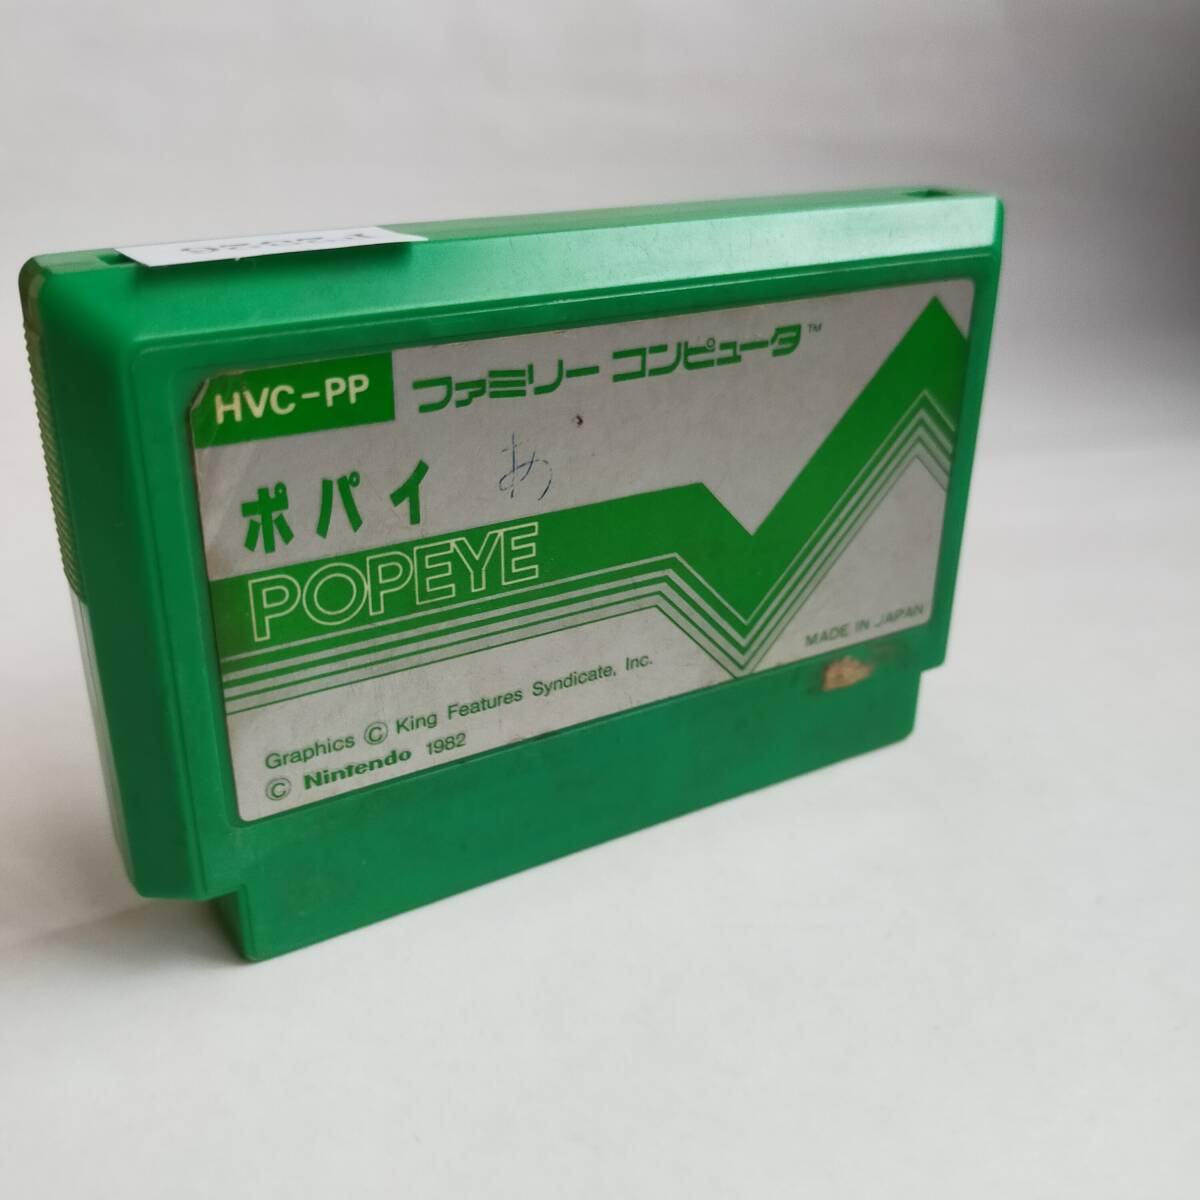 HVC-PP
ファミリー コンピュータ™
ポパイ
あ
POPEYE
MADE IN JAPAN
Graphics © King Features Syndicate, Inc.
© Nintendo 1982